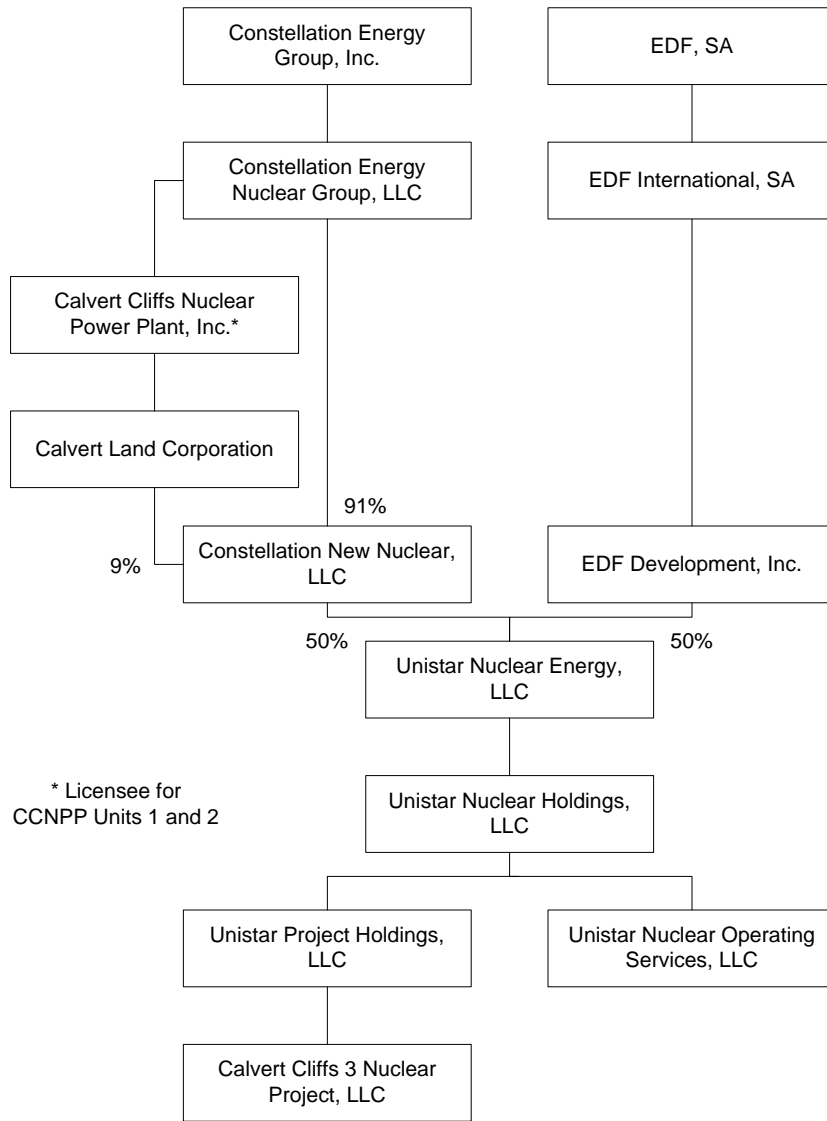 Constellation Energy
Group, Inc.
EDF, SA
Constellation Energy
Nuclear Group, LLC
EDF International, SA
Calvert Cliffs Nuclear
Power Plant, Inc.*
Calvert Land Corporation
91%
9%
Constellation New Nuclear,
LLC
EDF Development, Inc.
50%
50%
Unistar Nuclear Energy,
LLC
* Licensee for
CCNPP Units 1 and 2
Unistar Nuclear Holdings,
LLC
Unistar Project Holdings,
LLC
Unistar Nuclear Operating
Services, LLC
Calvert Cliffs 3 Nuclear
Project, LLC